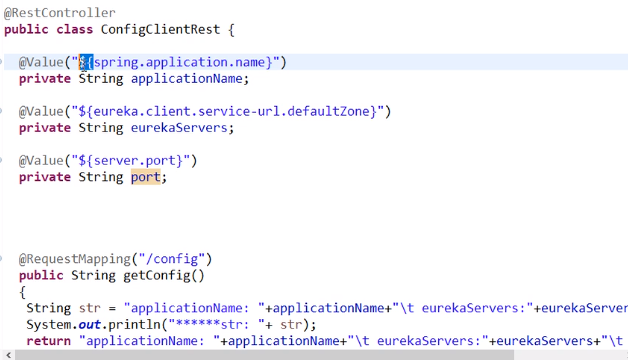 @RestController
public class ConfigClientRest {
@Value("${spring.application.name}")
private String applicationName;
@Value("${eureka.client.service-url.defaultZone}")
private String eurekaServers;
@Value("${server.port}")
private String port;
@RequestMapping("/config")
public String getConfig()
{
String str = "applicationName: "+applicationName+"\t eurekaServers:"+eurekaServer
System.out.println("******str: "+ str);
return "applicationName: "+applicationName+"\t eurekaServers:"+eurekaServers+"\t